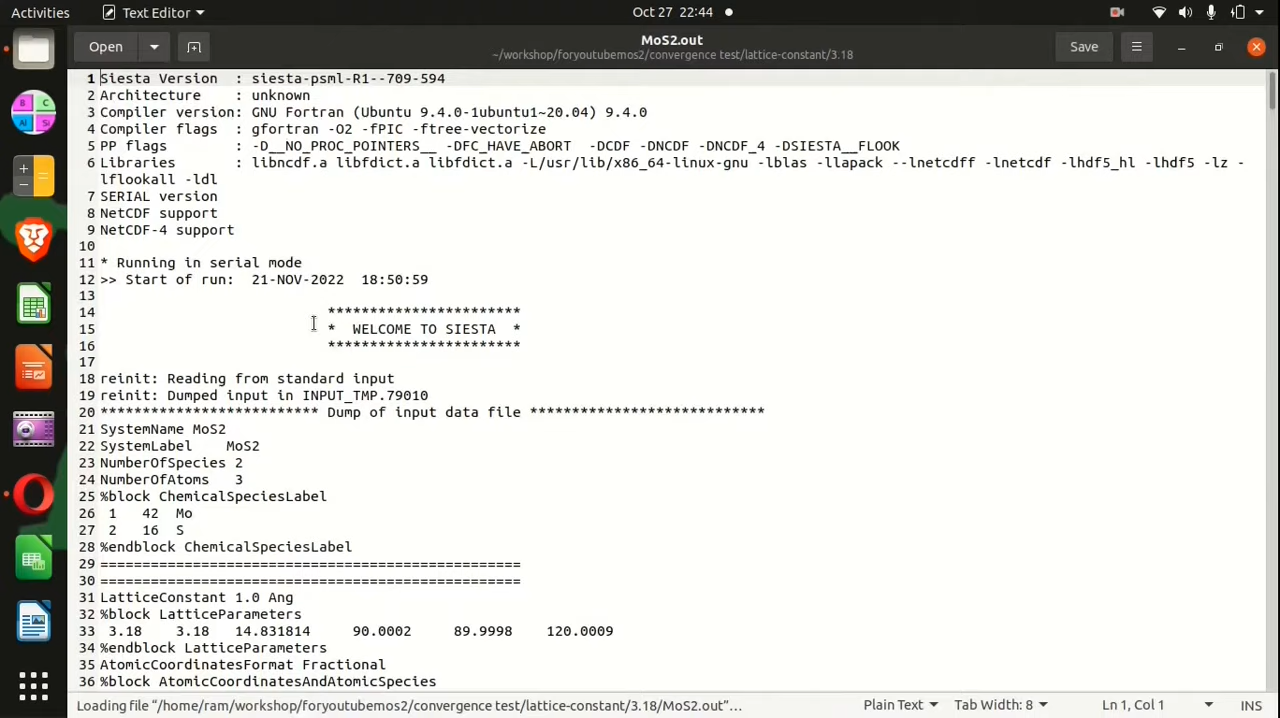 Activities Text Editor Oct 27 22:44
Open MoS2.out Save
~/workshop/foryoutubemos2/convergence test/lattice-constant/3.18
1 Siesta Version  : siesta-psml-R1--709-594
2 Architecture    : unknown
3 Compiler version: GNU Fortran (Ubuntu 9.4.0-1ubuntu1~20.04) 9.4.0
4 Compiler flags  : gfortran -O2 -fPIC -ftree-vectorize
5 PP flags        : -D__NO_PROC_POINTERS__ -DFC_HAVE_ABORT  -DCDF -DNCDF -DNCDF_4 -DSIESTA__FLOOK
6 Libraries       : libncdf.a libfdict.a libfdict.a -L/usr/lib/x86_64-linux-gnu -lblas -llapack --lnetcdff -lnetcdf -lhdf5_hl -lhdf5 -lz -
lflookall -ldl
7 SERIAL version
8 NetCDF support
9 NetCDF-4 support
10
11 * Running in serial mode
12 >> Start of run:  21-NOV-2022  18:50:59
13
14 ***********************
15 *  WELCOME TO SIESTA  *
16 ***********************
17
18 reinit: Reading from standard input
19 reinit: Dumped input in INPUT_TMP.79010
20 ************************** Dump of input data file ****************************
21 SystemName MoS2
22 SystemLabel    MoS2
23 NumberOfSpecies 2
24 NumberOfAtoms  3
25 %block ChemicalSpeciesLabel
26 1   42  Mo
27 2   16  S
28 %endblock ChemicalSpeciesLabel
29 ==================================================
30 ==================================================
31 LatticeConstant 1.0 Ang
32 %block LatticeParameters
33 3.18    3.18   14.831814     90.0002     89.9998    120.0009
34 %endblock LatticeParameters
35 AtomicCoordinatesFormat Fractional
36 %block AtomicCoordinatesAndAtomicSpecies
Loading file “/home/ram/workshop/foryoutubemos2/convergence test/lattice-constant/3.18/MoS2.out”… Plain Text Tab Width: 8 Ln 1, Col 1 INS